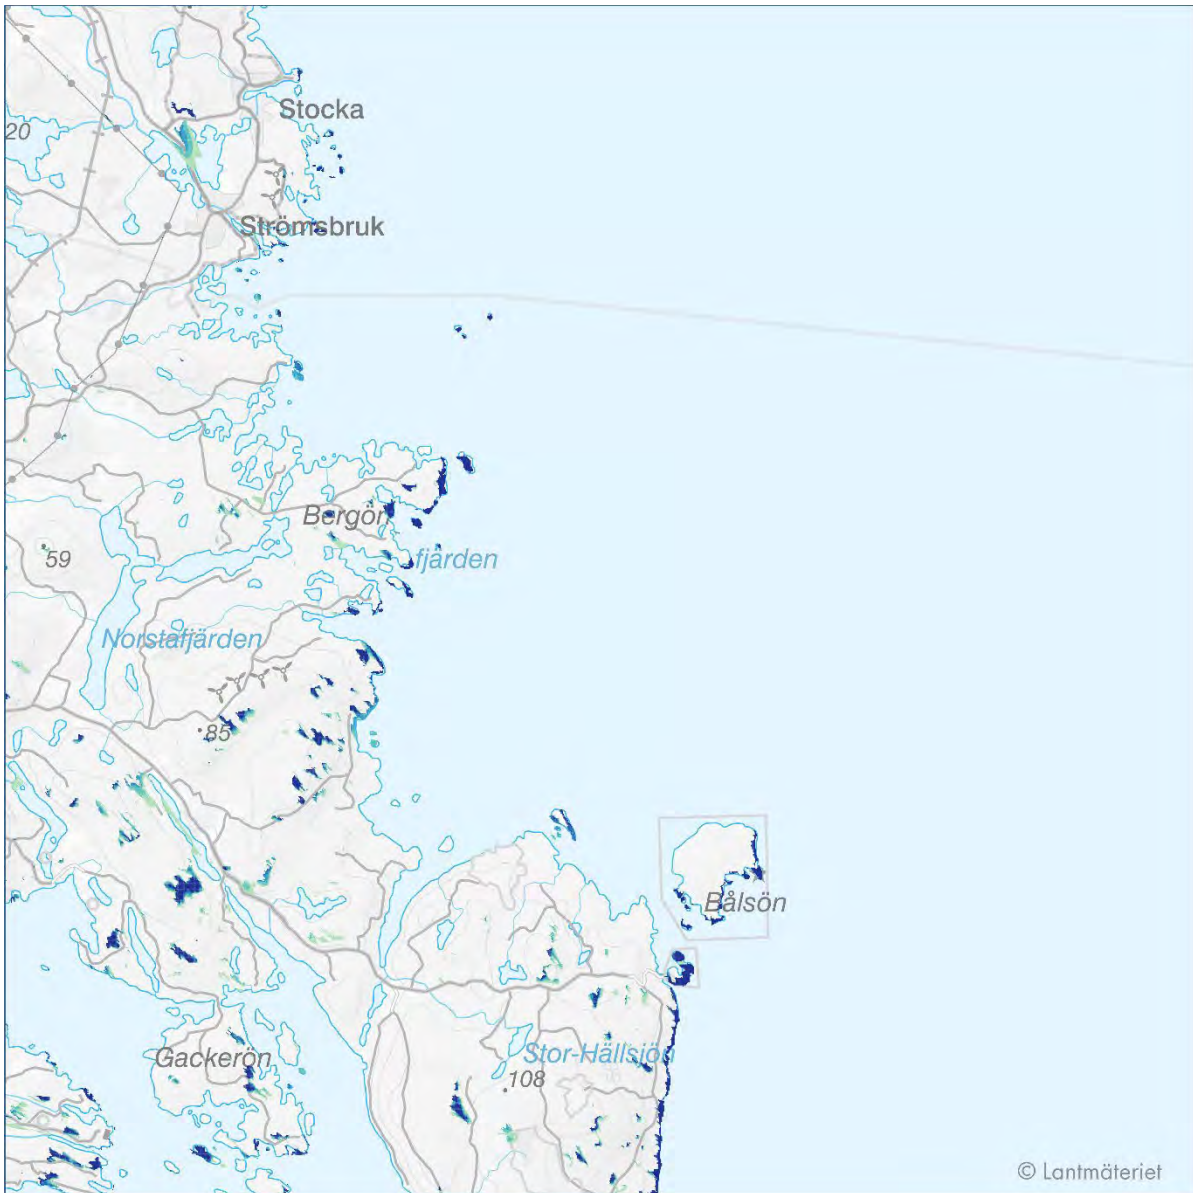 Stocka
20
Strömsbruk
Bergön
59
fjärden
Norstafjärden
85
Bålsön
Stor-Hällsjön
Gackerön
108
© Lantmäteriet